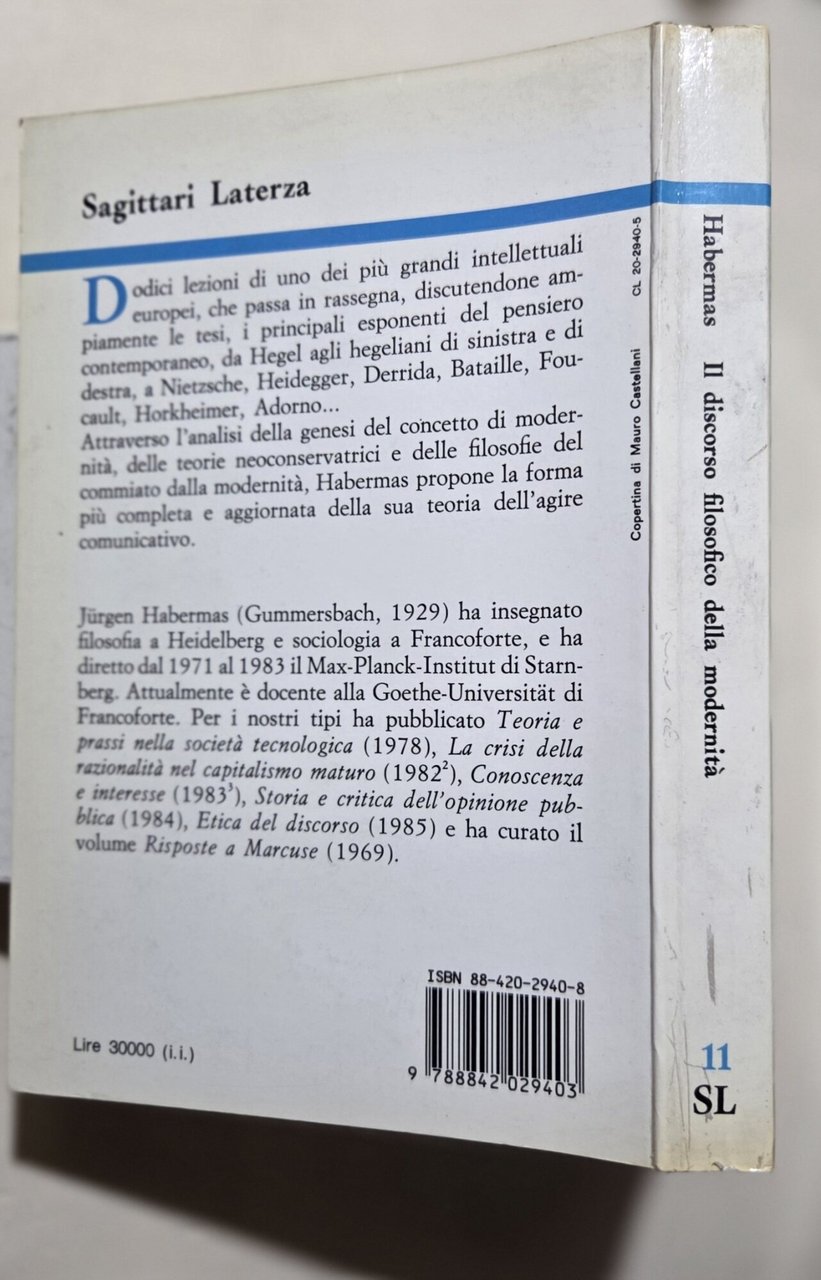 Sagittari Laterza
Dodici lezioni di uno dei più grandi intellettuali
europei, che passa in rassegna, discutendone am-
piamente le tesi, i principali esponenti del pensiero
contemporaneo, da Hegel agli hegeliani di sinistra e di
destra, a Nietzsche, Heidegger, Derrida, Bataille, Fou-
cault, Horkheimer, Adorno...
Attraverso l'analisi della genesi del concetto di moder-
nità, delle teorie neoconservatrici e delle filosofie del
commiato dalla modernità, Habermas propone la forma
più completa e aggiornata della sua teoria dell'agire
comunicativo.
Jürgen Habermas (Gummersbach, 1929) ha insegnato
filosofia a Heidelberg e sociologia a Francoforte, e ha
diretto dal 1971 al 1983 il Max-Planck-Institut di Starn-
berg. Attualmente è docente alla Goethe-Universität di
Francoforte. Per i nostri tipi ha pubblicato Teoria e
prassi nella società tecnologica (1978), La crisi della
razionalità nel capitalismo maturo (1982²), Conoscenza
e interesse (1983³), Storia e critica dell'opinione pub-
blica (1984), Etica del discorso (1985) e ha curato il
volume Risposte a Marcuse (1969).
Lire 30000 (i.i.)
ISBN 88-420-2940-8
9 788842 029403
Copertina di Mauro Castellani
CL 20-2940-5
Habermas Il discorso filosofico della modernità
11
SL